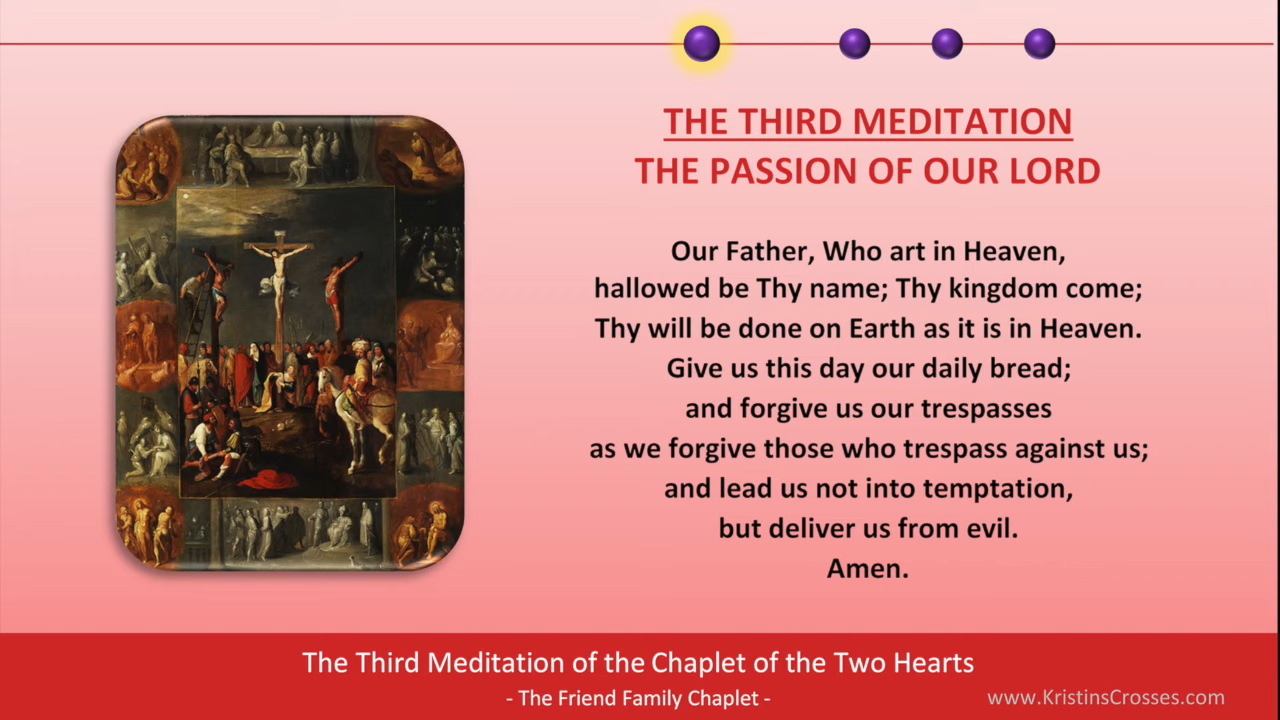 THE THIRD MEDITATION
THE PASSION OF OUR LORD
Our Father, Who art in Heaven,
hallowed be Thy name; Thy kingdom come;
Thy will be done on Earth as it is in Heaven.
Give us this day our daily bread;
and forgive us our trespasses
as we forgive those who trespass against us;
and lead us not into temptation,
but deliver us from evil.
Amen.
The Third Meditation of the Chaplet of the Two Hearts
- The Friend Family Chaplet -
www.KristinsCrosses.com